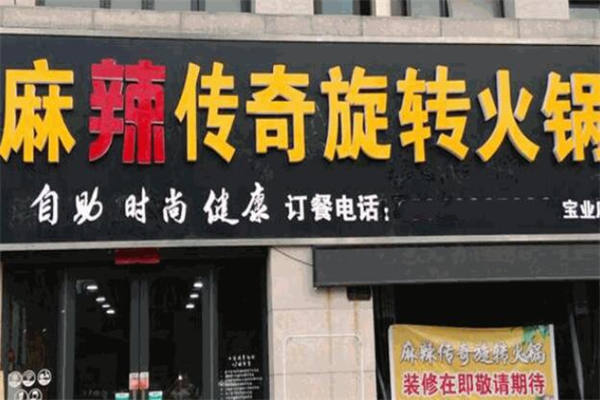 麻辣传奇旋转火锅
自助 时尚 健康 订餐电话:
宝业
麻辣传奇旋转火锅
装修在即敬请期待